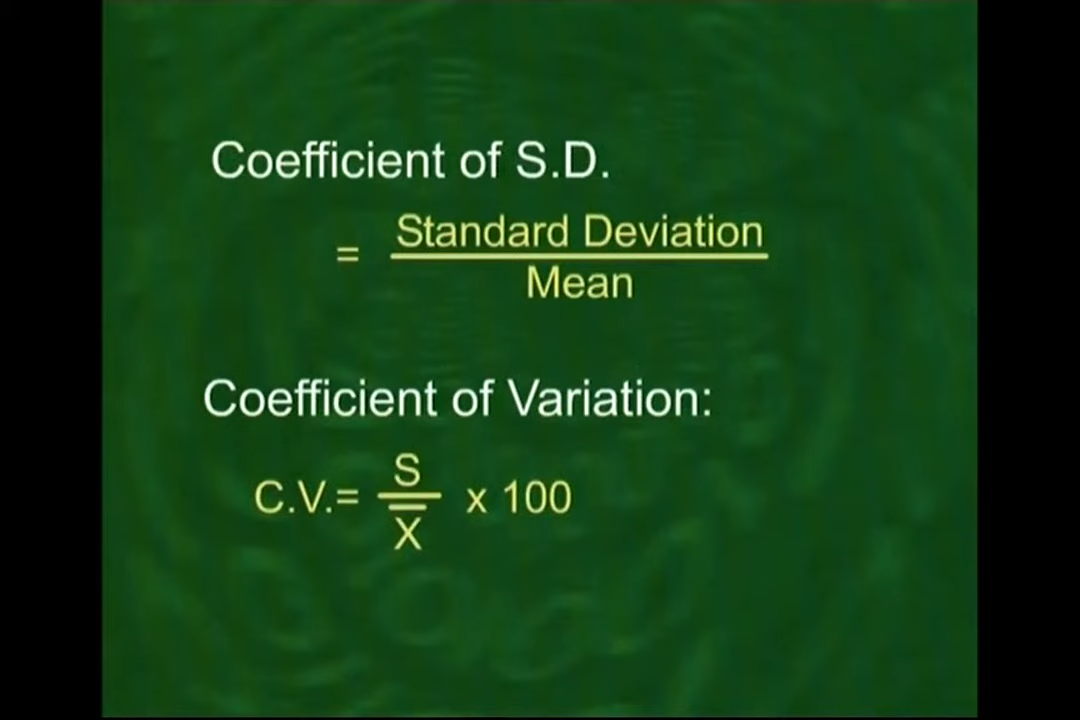 Coefficient of S.D.
= Standard Deviation
Mean
Coefficient of Variation:
C.V.= S / X̅ x 100